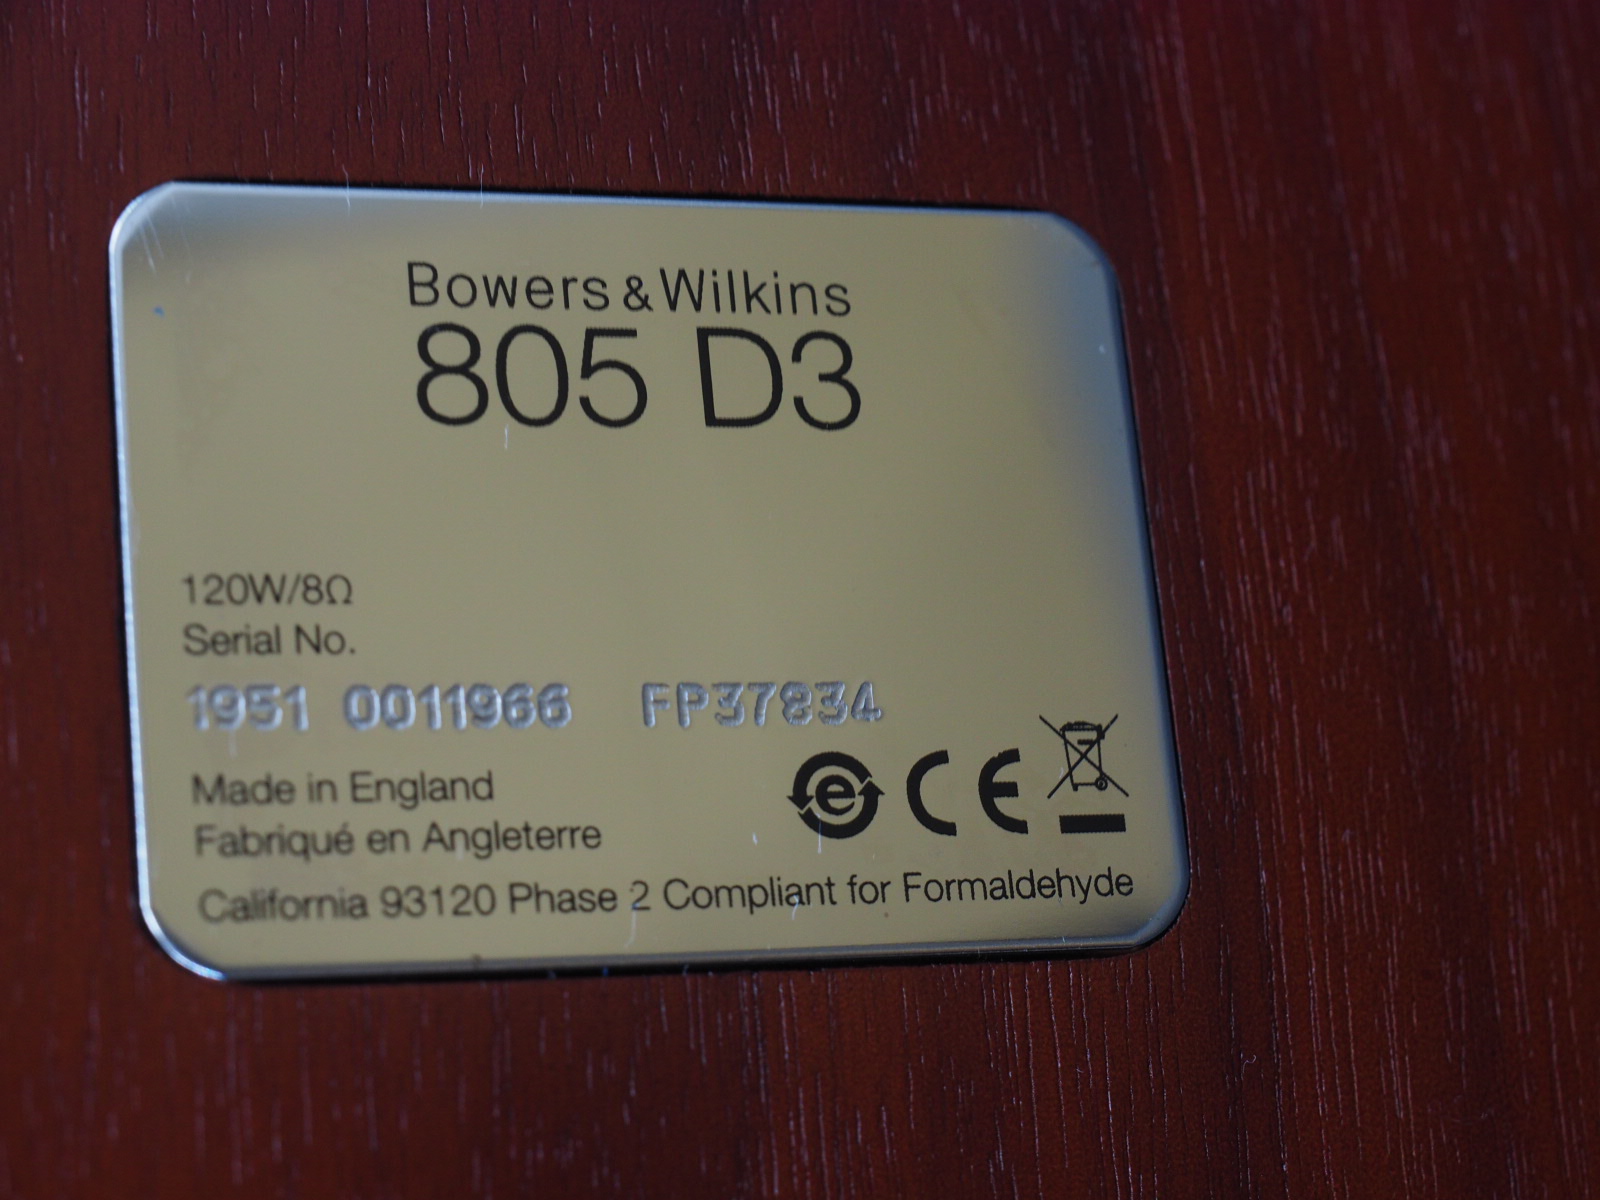 Bowers & Wilkins
805 D3
120W/8Ω
Serial No.
1951 0011966 FP37834
Made in England
Fabriqué en Angleterre
e CE
California 93120 Phase 2 Compliant for Formaldehyde